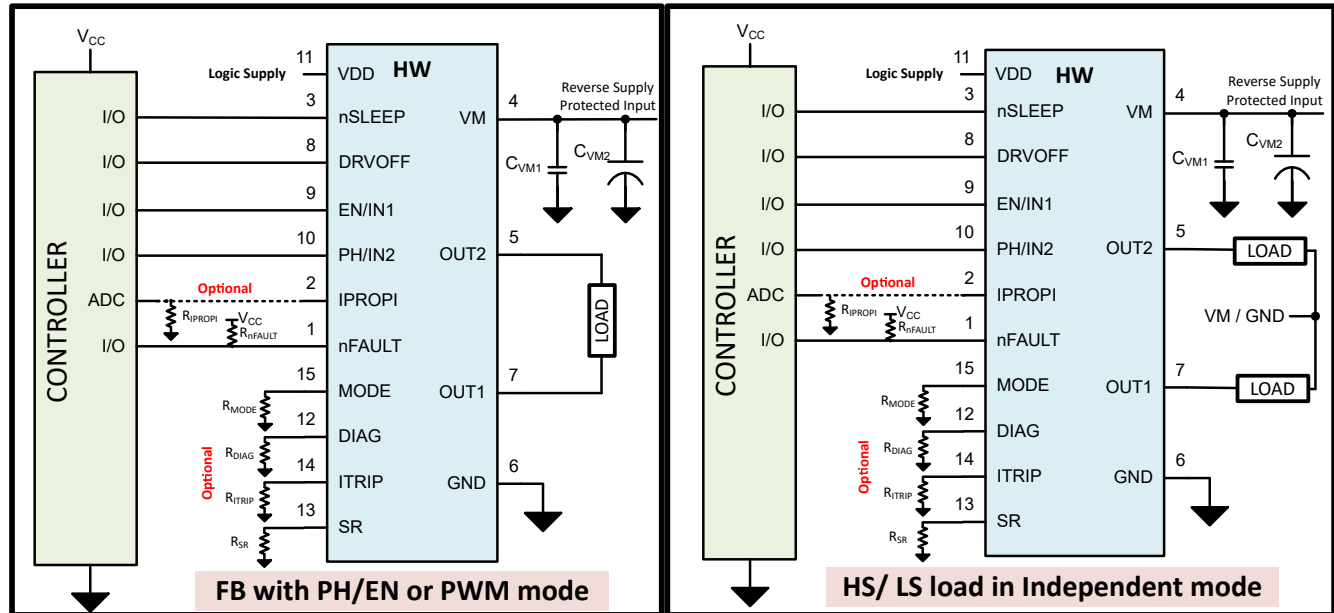 VCC
11
Logic Supply
VDD
HW
3
I/O
nSLEEP
VM
4
Reverse Supply
Protected Input
CVM1
CVM2
8
I/O
DRVOFF
9
I/O
EN/IN1
10
I/O
PH/IN2
OUT2
5
Optional
2
ADC
IPROPI
RIPROPI
VCC
RnFAULT
1
I/O
nFAULT
LOAD
CONTROLLER
15
MODE
OUT1
7
RMODE
12
DIAG
RDIAG
Optional
14
ITRIP
GND
6
RITRIP
13
SR
RSR
FB with PH/EN or PWM mode
VCC
11
Logic Supply
VDD
HW
3
I/O
nSLEEP
VM
4
Reverse Supply
Protected Input
CVM1
CVM2
8
I/O
DRVOFF
9
I/O
EN/IN1
10
I/O
PH/IN2
OUT2
5
LOAD
Optional
2
ADC
IPROPI
RIPROPI
VCC
RnFAULT
VM / GND
1
I/O
nFAULT
CONTROLLER
15
MODE
OUT1
7
LOAD
RMODE
12
DIAG
RDIAG
Optional
14
ITRIP
GND
6
RITRIP
13
SR
RSR
HS/ LS load in Independent mode